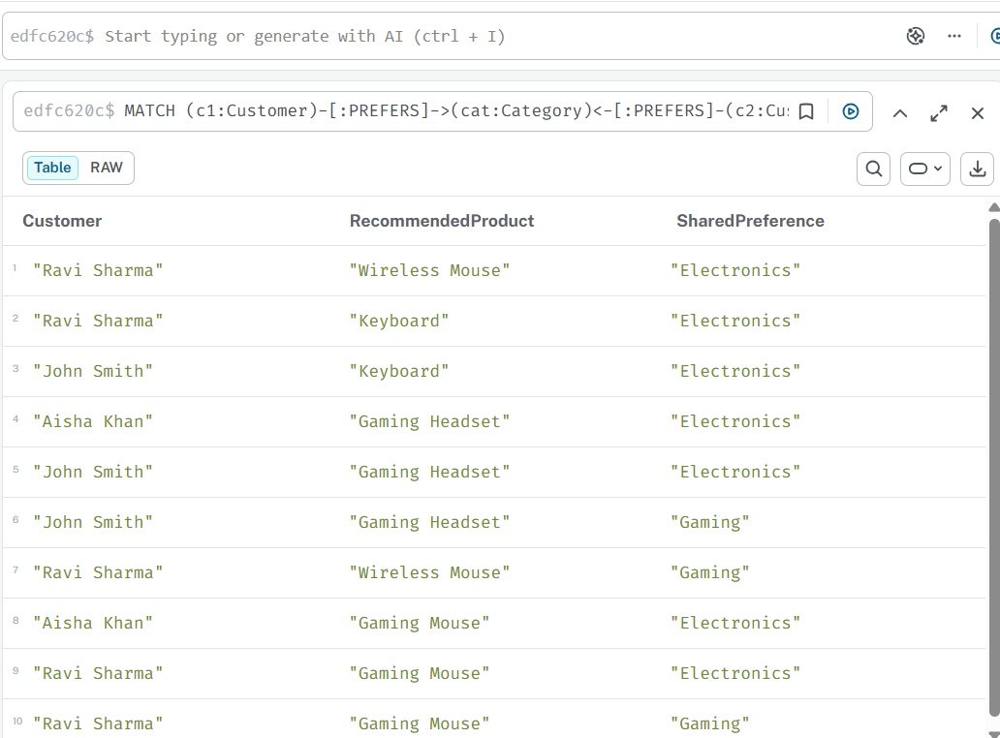 edfc620c$ Start typing or generate with AI (ctrl + I)
edfc620c$ MATCH (c1:Customer)-[:PREFERS]->(cat:Category)<-[:PREFERS]-(c2:Cu
Table RAW
Customer RecommendedProduct SharedPreference
1 "Ravi Sharma" "Wireless Mouse" "Electronics"
2 "Ravi Sharma" "Keyboard" "Electronics"
3 "John Smith" "Keyboard" "Electronics"
4 "Aisha Khan" "Gaming Headset" "Electronics"
5 "John Smith" "Gaming Headset" "Electronics"
6 "John Smith" "Gaming Headset" "Gaming"
7 "Ravi Sharma" "Wireless Mouse" "Gaming"
8 "Aisha Khan" "Gaming Mouse" "Electronics"
9 "Ravi Sharma" "Gaming Mouse" "Electronics"
10 "Ravi Sharma" "Gaming Mouse" "Gaming"